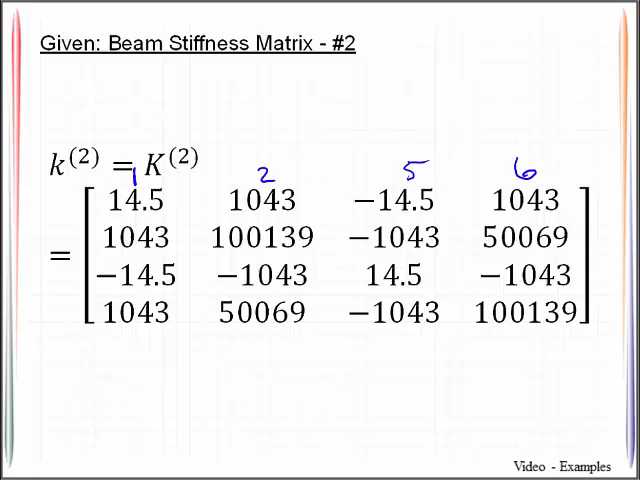 Given: Beam Stiffness Matrix - #2
k⁽²⁾ = K⁽²⁾
1 2 5 6
14.5 1043 −14.5 1043
1043 100139 −1043 50069
= −14.5 −1043 14.5 −1043
1043 50069 −1043 100139
Video - Examples